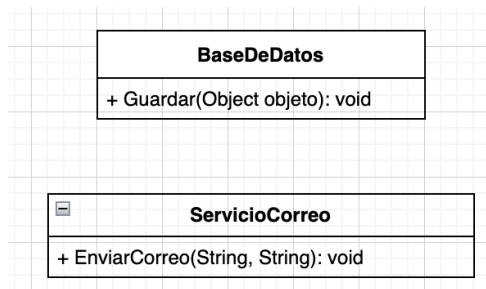 BaseDeDatos
+ Guardar(Object objeto): void
ServicioCorreo
+ EnviarCorreo(String, String): void